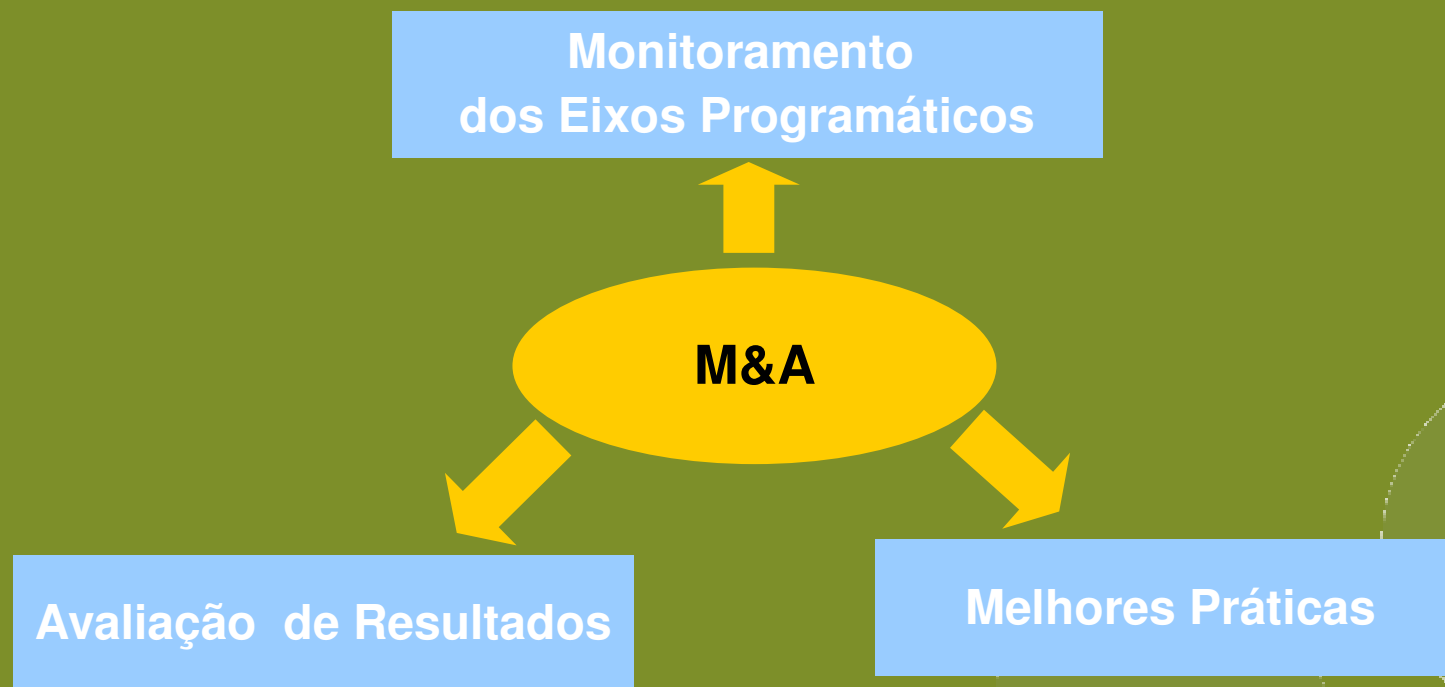 Monitoramento
dos Eixos Programáticos
M&A
Avaliação de Resultados
Melhores Práticas